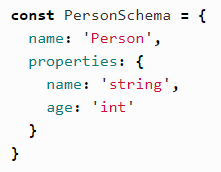 const PersonSchema = {
  name: 'Person',
  properties: {
    name: 'string',
    age: 'int'
  }
}